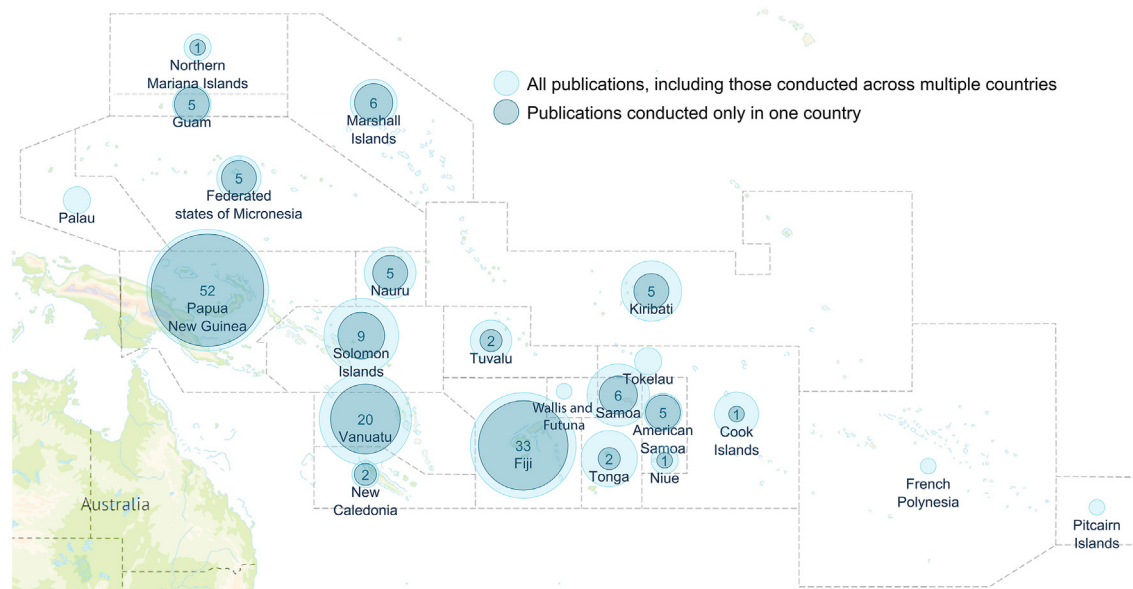 1
Northern
Mariana Islands
5
Guam
6
Marshall
Islands
All publications, including those conducted across multiple countries
Publications conducted only in one country
5
Federated
states of Micronesia
Palau
52
Papua
New Guinea
5
Nauru
5
Kiribati
9
Solomon
Islands
2
Tuvalu
Tokelau
Wallis and
Futuna
6
Samoa
5
American
Samoa
1
Cook
Islands
20
Vanuatu
33
Fiji
2
Tonga
1
Niue
2
New
Caledonia
French
Polynesia
Pitcairn
Islands
Australia